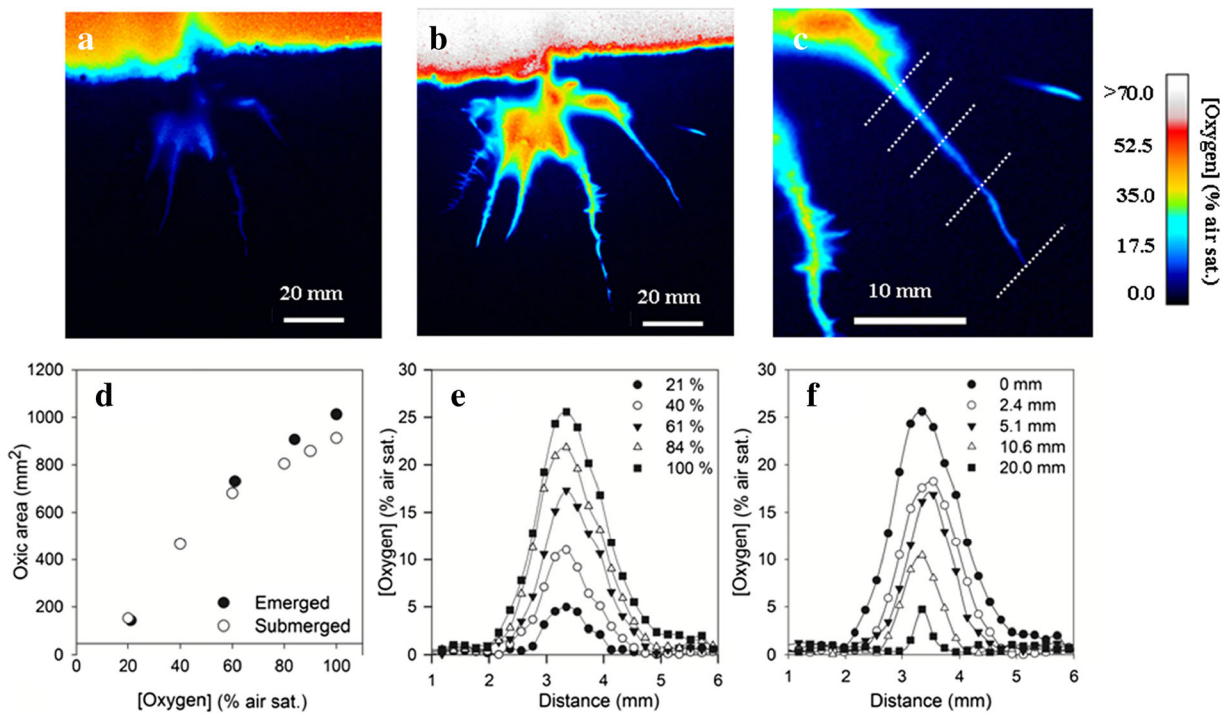 a
20 mm
b
20 mm
c
10 mm
>70.0
52.5
35.0
17.5
0.0
[Oxygen] (% air sat.)
d
1200
1000
800
600
400
200
0
0 20 40 60 80 100
Oxic area (mm²)
[Oxygen] (% air sat.)
Emerged
Submerged
e
30
25
20
15
10
5
0
1 2 3 4 5 6
[Oxygen] (% air sat.)
Distance (mm)
21 %
40 %
61 %
84 %
100 %
f
30
25
20
15
10
5
0
1 2 3 4 5 6
[Oxygen] (% air sat.)
Distance (mm)
0 mm
2.4 mm
5.1 mm
10.6 mm
20.0 mm